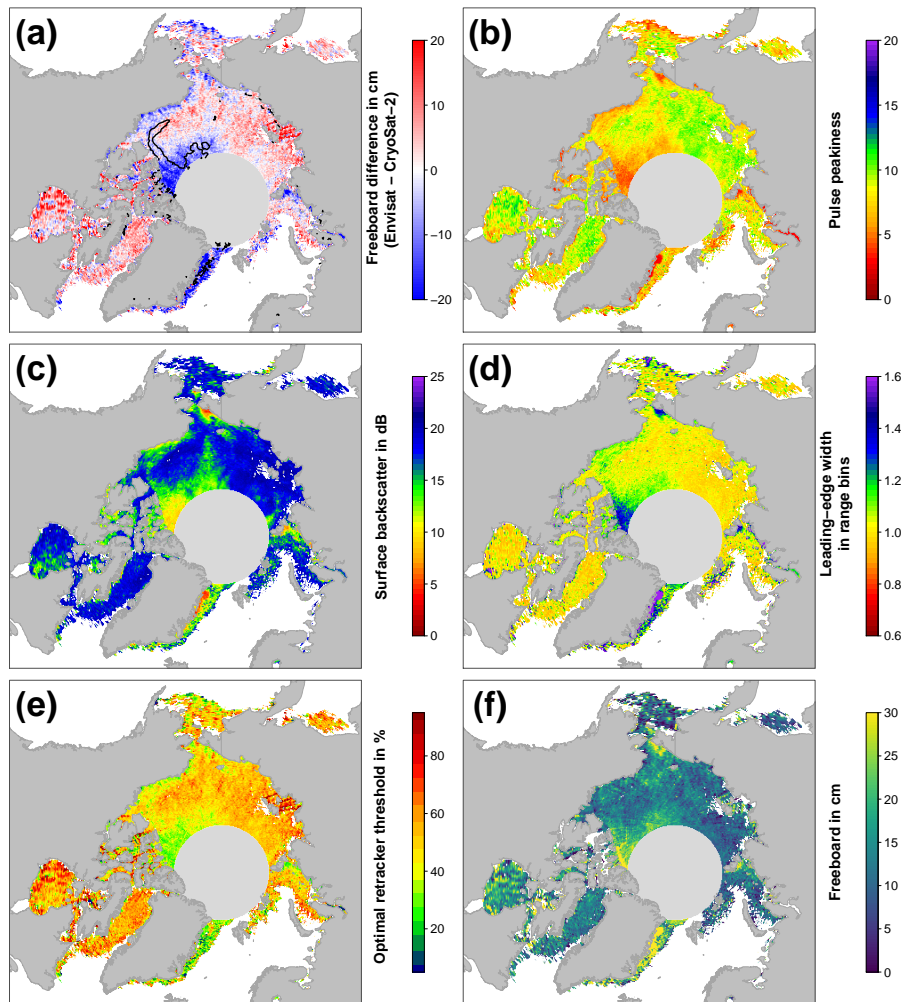 (a)
20
10
0
−10
−20
Freeboard difference in cm
(Envisat − CryoSat−2)
(b)
20
15
10
5
0
Pulse peakiness
(c)
25
20
15
10
5
0
Surface backscatter in dB
(d)
1.6
1.4
1.2
1.0
0.8
0.6
Leading−edge width
in range bins
(e)
80
60
40
20
Optimal retracker threshold in %
(f)
30
25
20
15
10
5
0
Freeboard in cm